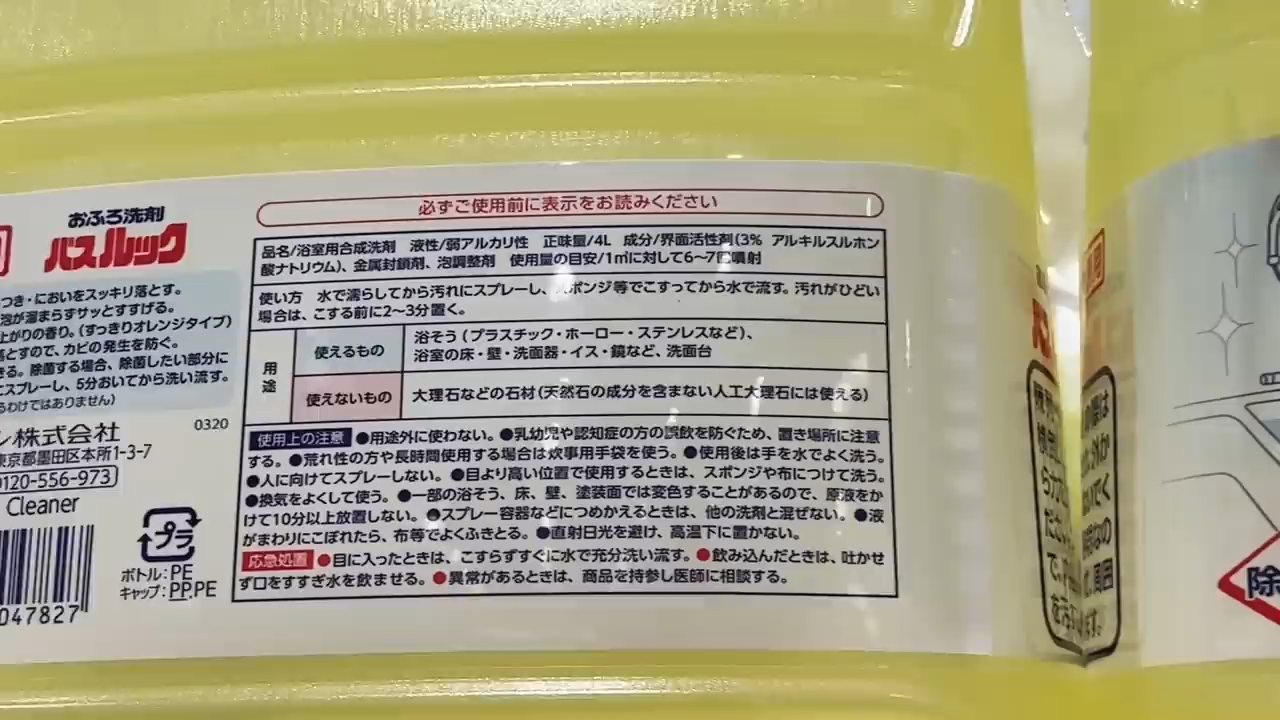 おふろ洗剤
バスルック
つき・においをスッキリ落とす。
泡が溜まらずサッとすすげる。
上がりの香り。(すっきりオレンジタイプ)
落とすので、カビの発生を防ぐ。
きる。除菌する場合、除菌したい部分に
にスプレーし、5分おいてから洗い流す。
るわけではありません)
0320
ン株式会社
東京都墨田区本所1-3-7
0120-556-973
Cleaner
プラ
ボトル:PE
キャップ:PP,PE
047827
必ずご使用前に表示をお読みください
品名/浴室用合成洗剤 液性/弱アルカリ性 正味量/4L 成分/界面活性剤(3% アルキルスルホン
酸ナトリウム)、金属封鎖剤、泡調整剤 使用量の目安/1㎡に対して6〜7回噴射
使い方 水で濡らしてから汚れにスプレーし、スポンジ等でこすってから水で流す。汚れがひどい
場合は、こする前に2〜3分置く。
用途
使えるもの
浴そう(プラスチック・ホーロー・ステンレスなど)、
浴室の床・壁・洗面器・イス・鏡など、洗面台
使えないもの
大理石などの石材(天然石の成分を含まない人工大理石には使える)
使用上の注意 ●用途外に使わない。●乳幼児や認知症の方の誤飲を防ぐため、置き場所に注意
する。●荒れ性の方や長時間使用する場合は炊事用手袋を使う。●使用後は手を水でよく洗う。
●人に向けてスプレーしない。●目より高い位置で使用するときは、スポンジや布につけて洗う。
●換気をよくして使う。●一部の浴そう、床、壁、塗装面では変色することがあるので、原液をか
けて10分以上放置しない。●スプレー容器などにつめかえるときは、他の洗剤と混ぜない。●液
がまわりにこぼれたら、布等でよくふきとる。●直射日光を避け、高温下に置かない。
応急処置 ●目に入ったときは、こすらずすぐに水で充分洗い流す。●飲み込んだときは、吐かせ
ず口をすすぎ水を飲ませる。●異常があるときは、商品を持参し医師に相談する。
除